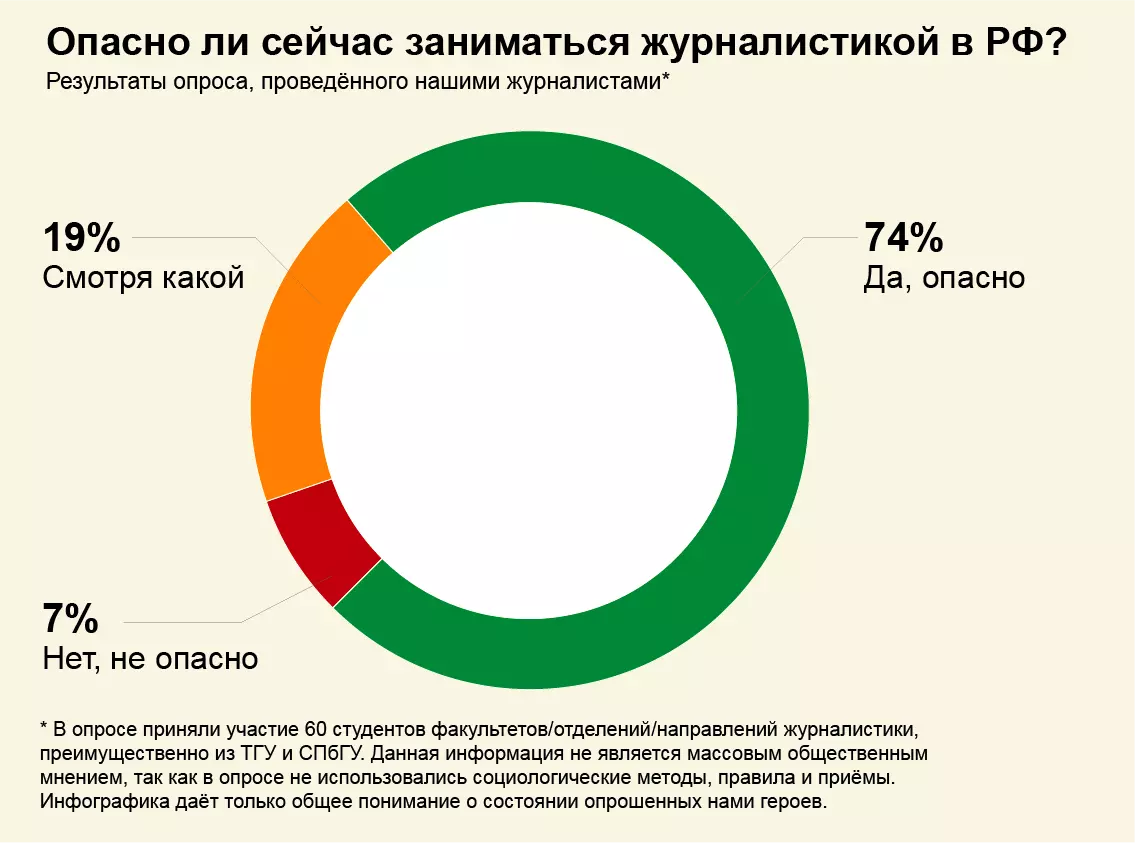 Опасно ли сейчас заниматься журналистикой в РФ?
Результаты опроса, проведённого нашими журналистами*
19%
Смотря какой
74%
Да, опасно
7%
Нет, не опасно
* В опросе приняли участие 60 студентов факультетов/отделений/направлений журналистики,
преимущественно из ТГУ и СПбГУ. Данная информация не является массовым общественным
мнением, так как в опросе не использовались социологические методы, правила и приёмы.
Инфографика даёт только общее понимание о состоянии опрошенных нами героев.